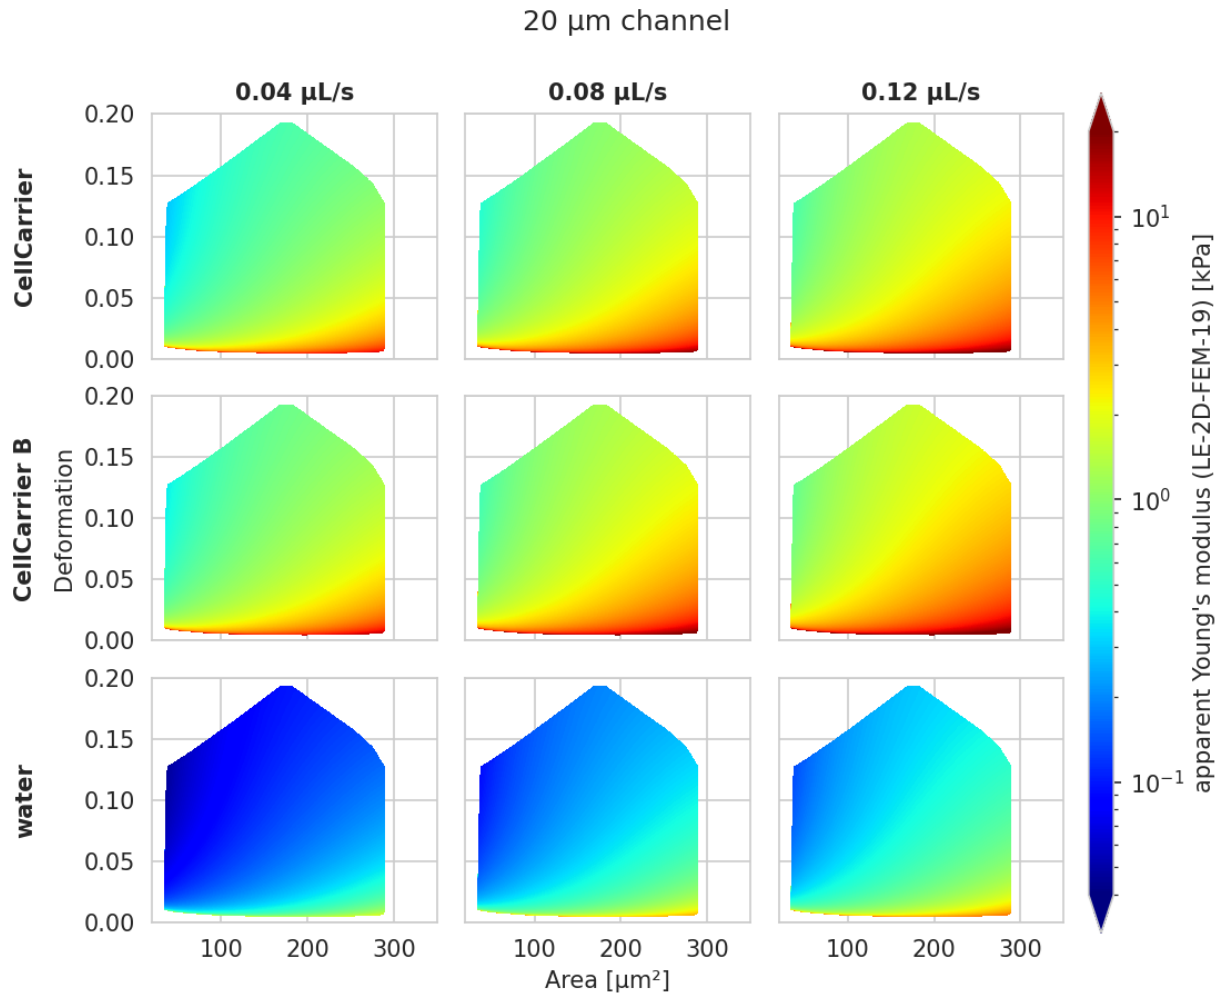 20 µm channel
0.04 µL/s
0.08 µL/s
0.12 µL/s
CellCarrier
0.20
0.15
0.10
0.05
0.00
CellCarrier B
Deformation
0.20
0.15
0.10
0.05
0.00
water
0.20
0.15
0.10
0.05
0.00
100 200 300
100 200 300
100 200 300
Area [µm²]
10¹
10⁰
10⁻¹
apparent Young's modulus (LE-2D-FEM-19) [kPa]